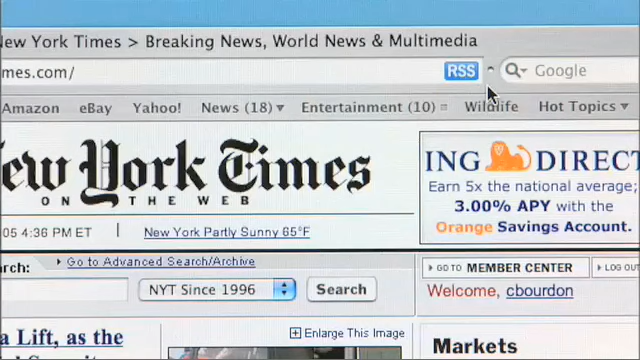 New York Times > Breaking News, World News & Multimedia
mes.com/ RSS Google
Amazon eBay Yahoo! News (18) Entertainment (10) Wildlife Hot Topics
New York Times
ON THE WEB
ING DIRECT
Earn 5x the national average;
3.00% APY with the
Orange Savings Account.
05 4:36 PM ET | New York Partly Sunny 65°F
Go to Advanced Search/Archive
rch: NYT Since 1996 Search
GO TO MEMBER CENTER LOG OUT
Welcome, cbourdon
a Lift, as the
Enlarge This Image
Markets